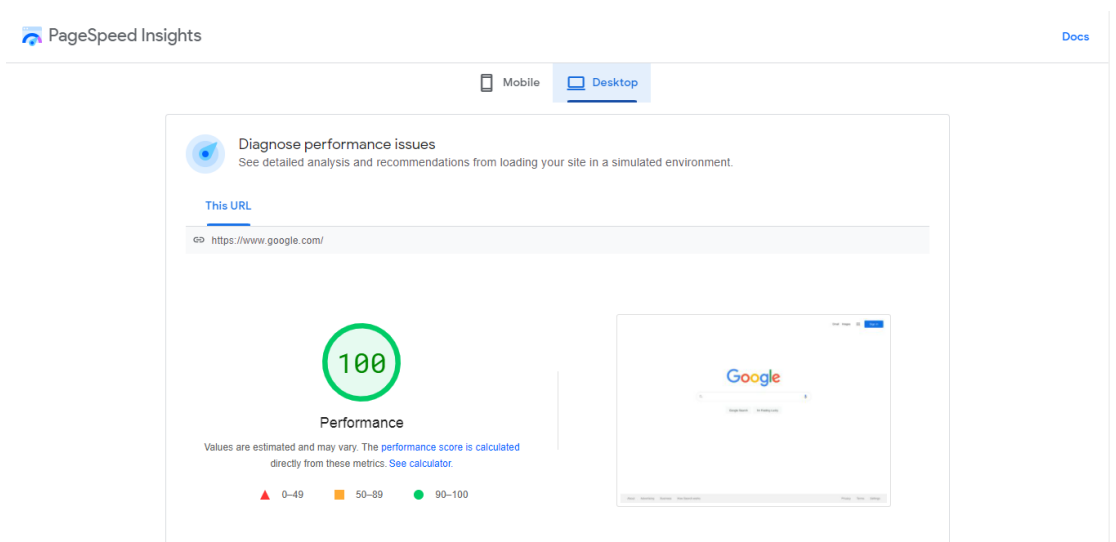 PageSpeed Insights
Docs
Mobile
Desktop
Diagnose performance issues
See detailed analysis and recommendations from loading your site in a simulated environment.
This URL
https://www.google.com/
100
Performance
Values are estimated and may vary. The performance score is calculated
directly from these metrics. See calculator.
0–49
50–89
90–100
Google
Google Search